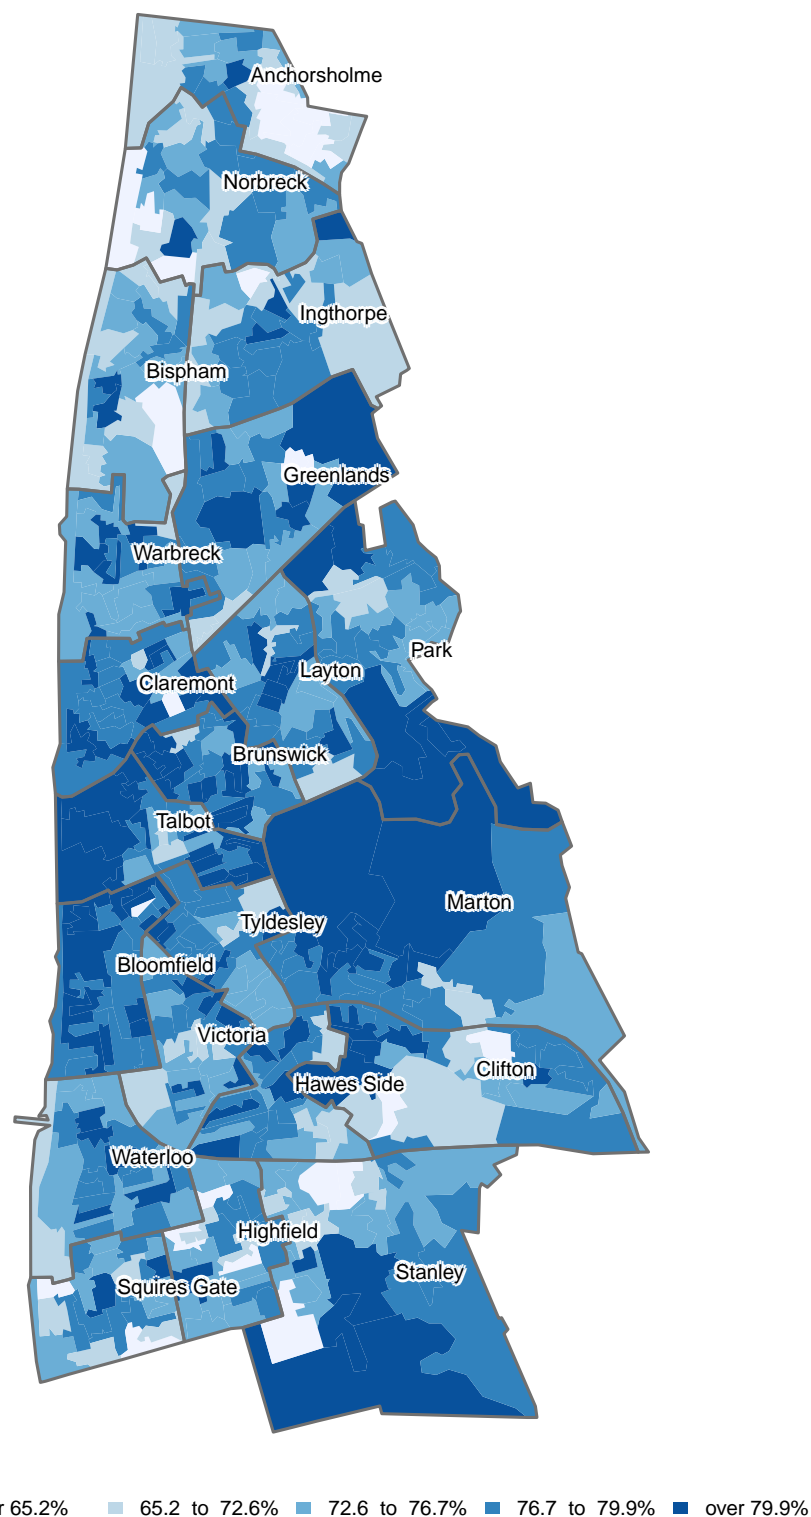 Anchorsholme
Norbreck
Ingthorpe
Bispham
Greenlands
Warbreck
Park
Layton
Claremont
Brunswick
Talbot
Marton
Tyldesley
Bloomfield
Victoria
Clifton
Hawes Side
Waterloo
Highfield
Stanley
Squires Gate
r 65.2% 65.2 to 72.6% 72.6 to 76.7% 76.7 to 79.9% over 79.9%